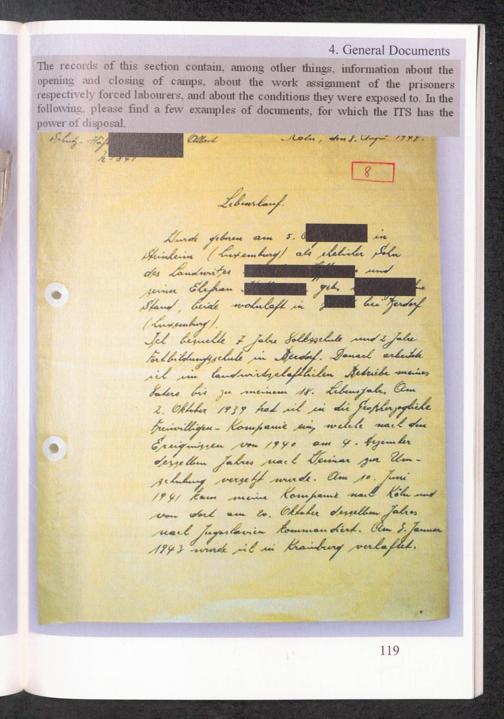 4. General Documents
The records of this section contain, among other things, information about the
opening and closing of camps, about the work assignment of the prisoners
respectively forced labourers, and about the conditions they were exposed to. In the
following, please find a few examples of documents, for which the ITS has the
power of disposal.
Albert Köln, den 8.
8
Lebenslauf.
Wurde geboren am 5. in
(Luxemburg) als ehelicher Sohn
des Landwirtes und
seiner Ehefrau geb.
Stand, beide wohnhaft in bei
(Luxemburg).
Ich besuchte 7 Jahre Volksschule und 2 Jahre
Fortbildungsschule in Danach arbeitete
ich im landwirtschaftlichen Betriebe meines
Vaters bis zu meinem 18. Lebensjahr. Am
2. Oktober 1939 trat ich in die Großherzogliche
Freiwilligen-Kompanie ein, welche nach den
Ereignissen von 1940 am 4. Dezember
desselben Jahres nach Weimar zur Um-
schulung versetzt wurde. Am 10. Juni
1941 kam meine Kompanie nach Köln und
von dort am 20. Oktober desselben Jahres
nach Jugoslavien kommandiert. Am 8. Januar
1943 wurde ich in Krainburg verhaftet.
119